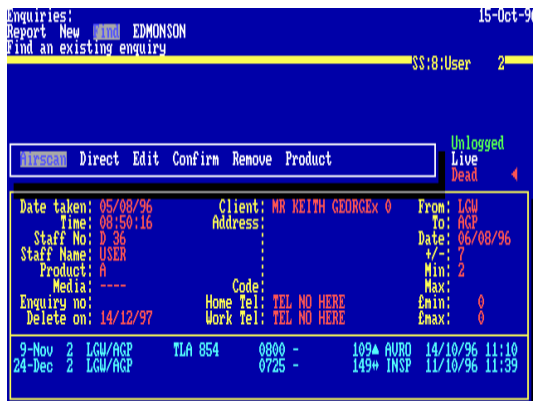 Enquiries: 15-Oct-9
Report New Find EDMONSON
Find an existing enquiry
SS:8:User 2
Airscan Direct Edit Confirm Remove Product
Unlogged
Live
Dead
Date taken: 05/08/96 Client: MR KEITH GEORGEx 0 From: LGW
Time: 08:50:16 Address: To: AGP
Staff No: D 36 Date: 06/08/96
Staff Name: USER +/-: 7
Product: A Min: 2
Media: ---- Code: Max:
Enquiry no: Home Tel: TEL NO HERE £min: 0
Delete on: 14/12/97 Work Tel: TEL NO HERE £max: 0
9-Nov 2 LGW/AGP TLA 854 0800 - 109▲ AVRO 14/10/96 11:10
24-Dec 2 LGW/AGP 0725 - 149↔ INSP 11/10/96 11:39